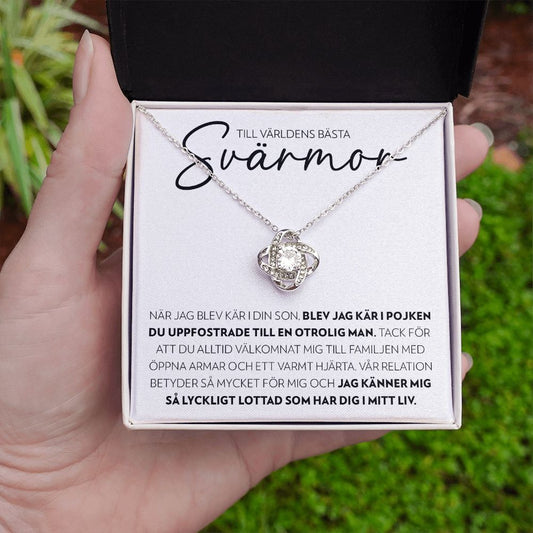 TILL VÄRLDENS BÄSTA
Svärmor
NÄR JAG BLEV KÄR I DIN SON, BLEV JAG KÄR I POJKEN
DU UPPFOSTRADE TILL EN OTROLIG MAN. TACK FÖR
ATT DU ALLTID VÄLKOMNAT MIG TILL FAMILJEN MED
ÖPPNA ARMAR OCH ETT VARMT HJÄRTA. VÅR RELATION
BETYDER SÅ MYCKET FÖR MIG OCH JAG KÄNNER MIG
SÅ LYCKLIGT LOTTAD SOM HAR DIG I MITT LIV.